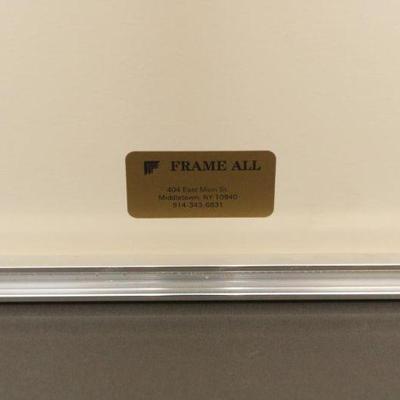 FRAME ALL
404 East Main St.
Middletown, NY 10940
914-343-6831